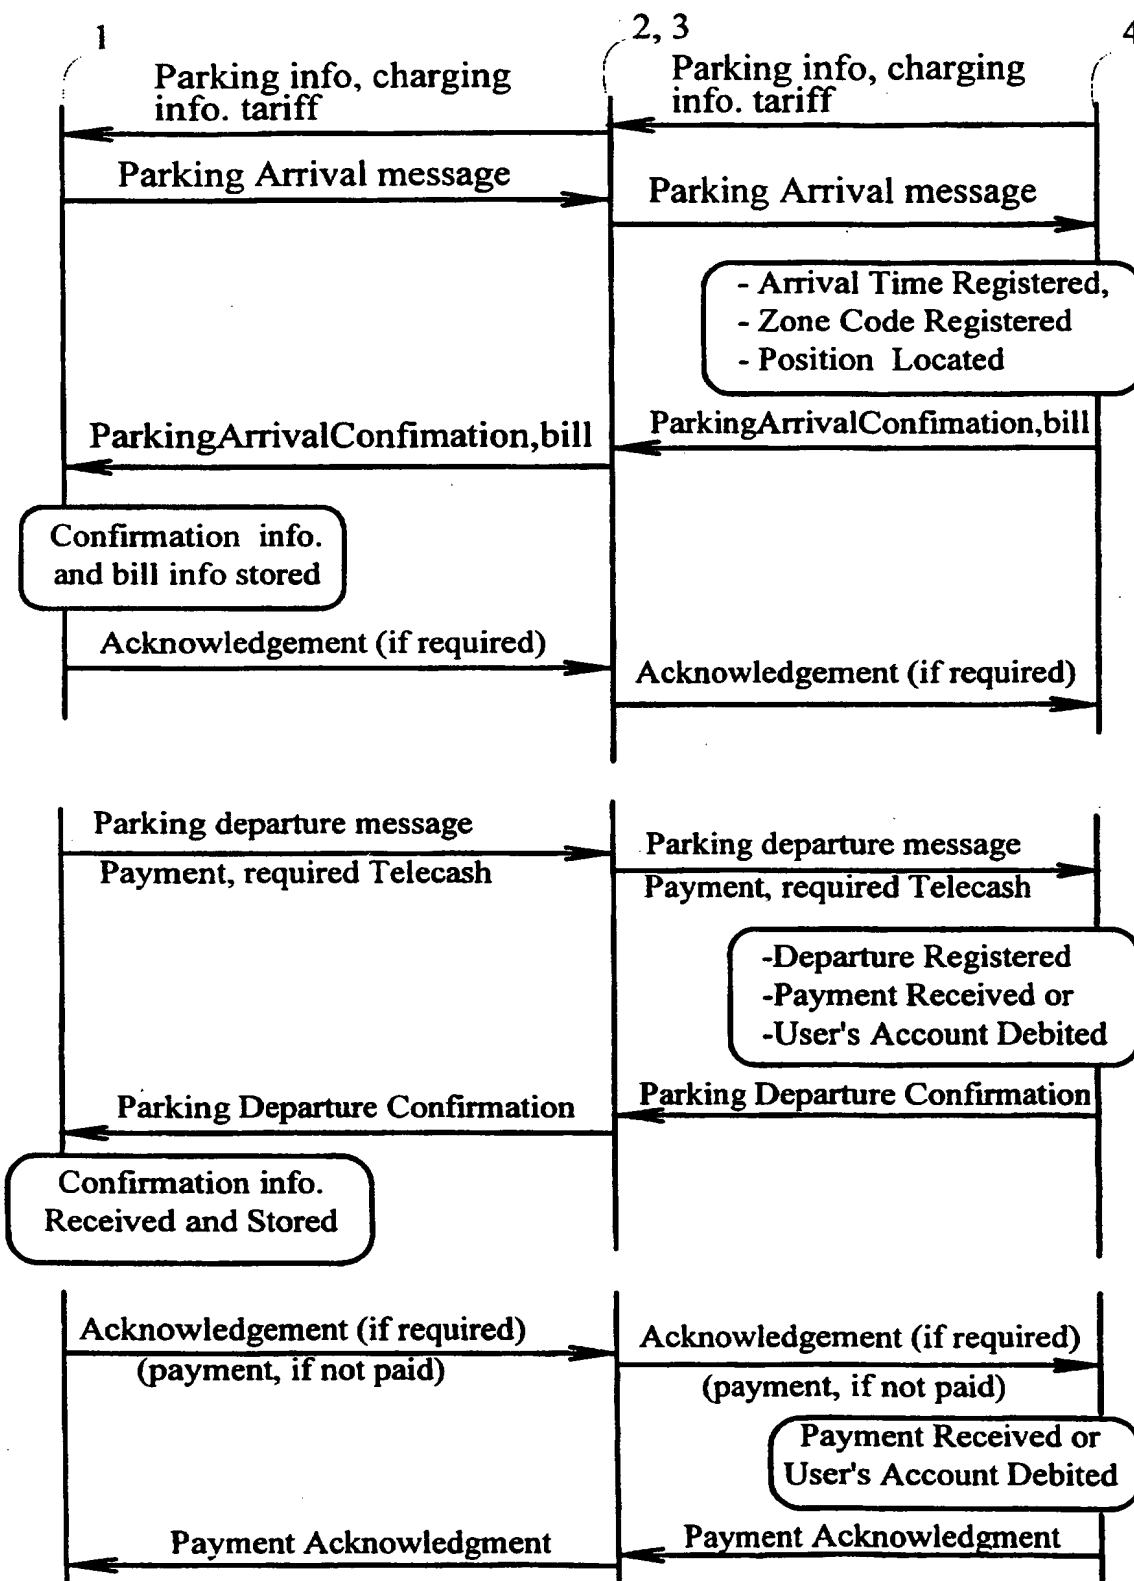 1
2, 3
4
Parking info, charging
info. tariff
Parking info, charging
info. tariff
Parking Arrival message
Parking Arrival message
- Arrival Time Registered,
- Zone Code Registered
- Position Located
ParkingArrivalConfimation,bill
ParkingArrivalConfimation,bill
Confirmation info.
and bill info stored
Acknowledgement (if required)
Acknowledgement (if required)
Parking departure message
Payment, required Telecash
Parking departure message
Payment, required Telecash
-Departure Registered
-Payment Received or
-User's Account Debited
Parking Departure Confirmation
Parking Departure Confirmation
Confirmation info.
Received and Stored
Acknowledgement (if required)
(payment, if not paid)
Acknowledgement (if required)
(payment, if not paid)
Payment Received or
User's Account Debited
Payment Acknowledgment
Payment Acknowledgment